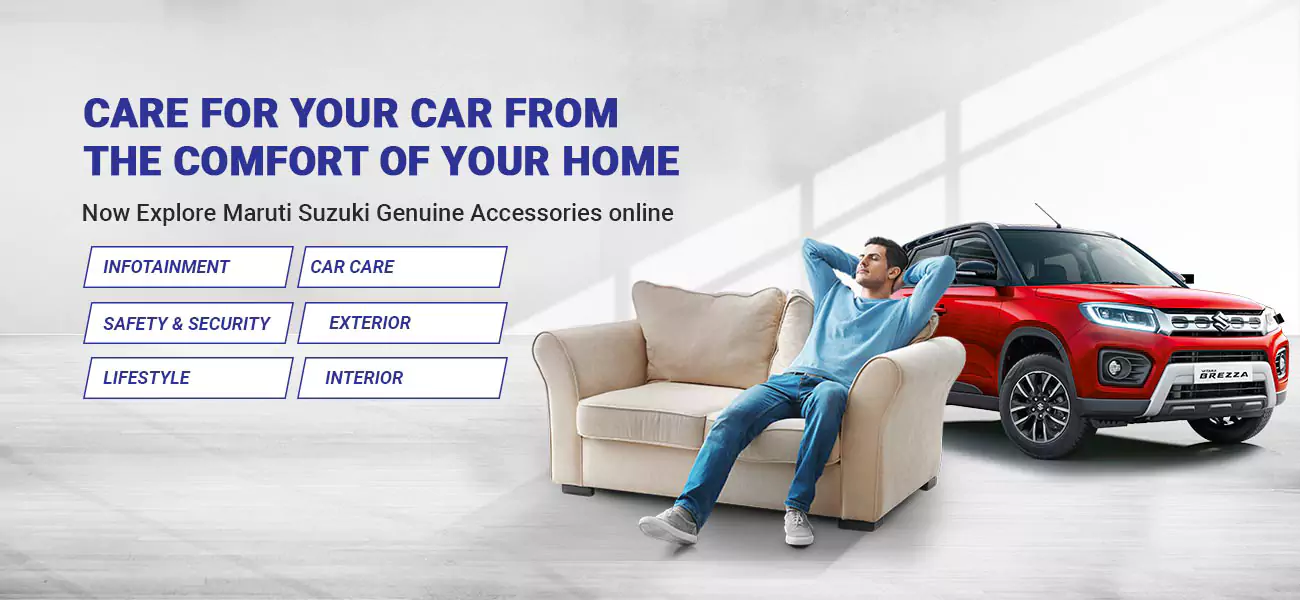 CARE FOR YOUR CAR FROM
THE COMFORT OF YOUR HOME
Now Explore Maruti Suzuki Genuine Accessories online
INFOTAINMENT
CAR CARE
SAFETY & SECURITY
EXTERIOR
LIFESTYLE
INTERIOR
VITARA
BREZZA